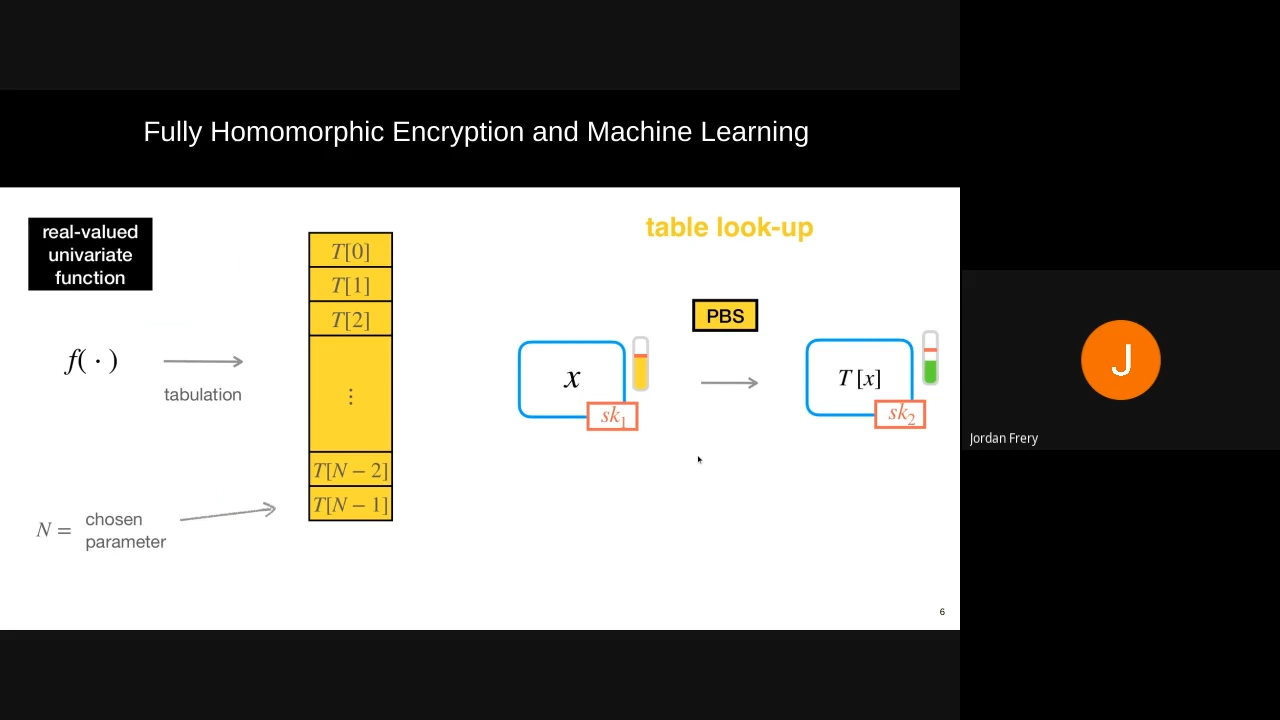 Fully Homomorphic Encryption and Machine Learning
real-valued
univariate
function
f( · )
tabulation
N =
chosen
parameter
T[0]
T[1]
T[2]
⋮
T[N − 2]
T[N − 1]
table look-up
PBS
x
sk₁
T [x]
sk₂
6
J
Jordan Frery